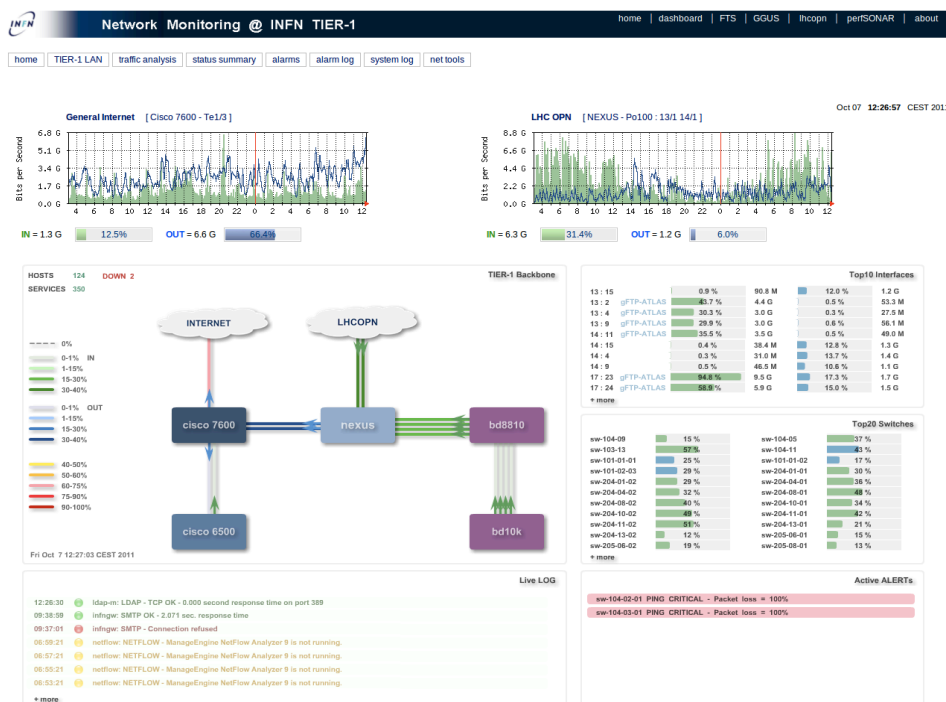 INFN
Network Monitoring @ INFN TIER-1
home | dashboard | FTS | GGUS | lhcopn | perfSONAR | about
home TIER-1 LAN traffic analysis status summary alarms alarm log system log net tools
Oct 07 12:26:57 CEST 2011
General Internet [ Cisco 7600 - Te1/3 ]
Bits per Second
6.8 G
5.1 G
3.4 G
1.7 G
0.0 G
4 6 8 10 12 14 16 18 20 22 0 2 4 6 8 10 12
IN = 1.3 G 12.5% OUT = 6.6 G 66.4%
LHC OPN [ NEXUS - Po100 : 13/1 14/1 ]
Bits per Second
8.8 G
6.6 G
4.4 G
2.2 G
0.0 G
4 6 8 10 12 14 16 18 20 22 0 2 4 6 8 10 12
IN = 6.3 G 31.4% OUT = 1.2 G 6.0%
HOSTS 124 DOWN 2
SERVICES 350
TIER-1 Backbone
INTERNET
LHCOPN
0%
0-1% IN
1-15%
15-30%
30-40%
0-1% OUT
1-15%
15-30%
30-40%
40-50%
50-60%
60-75%
75-90%
90-100%
cisco 7600
nexus
bd8810
cisco 6500
bd10k
Fri Oct 7 12:27:03 CEST 2011
Top10 Interfaces
13 : 15 0.9 % 90.8 M 12.0 % 1.2 G
13 : 2 gFTP-ATLAS 43.7 % 4.4 G 0.5 % 53.3 M
13 : 4 gFTP-ATLAS 30.3 % 3.0 G 0.3 % 27.5 M
13 : 9 gFTP-ATLAS 29.9 % 3.0 G 0.6 % 56.1 M
14 : 11 gFTP-ATLAS 35.5 % 3.5 G 0.5 % 49.0 M
14 : 15 0.4 % 38.4 M 12.8 % 1.3 G
14 : 4 0.3 % 31.0 M 13.7 % 1.4 G
14 : 9 0.5 % 46.5 M 10.6 % 1.1 G
17 : 23 gFTP-ATLAS 94.8 % 9.5 G 17.3 % 1.7 G
17 : 24 gFTP-ATLAS 58.9 % 5.9 G 15.0 % 1.5 G
+ more
Top20 Switches
sw-104-09 15 % sw-104-05 37 %
sw-103-13 57 % sw-104-11 43 %
sw-101-01-01 25 % sw-101-01-02 17 %
sw-101-02-03 29 % sw-204-01-01 30 %
sw-204-01-02 29 % sw-204-04-01 36 %
sw-204-04-02 32 % sw-204-08-01 48 %
sw-204-08-02 40 % sw-204-10-01 34 %
sw-204-10-02 49 % sw-204-11-01 42 %
sw-204-11-02 51 % sw-204-13-01 21 %
sw-204-13-02 12 % sw-205-06-01 15 %
sw-205-06-02 19 % sw-205-08-01 13 %
+ more
Live LOG
12:26:30 ldap-m: LDAP - TCP OK - 0.000 second response time on port 389
09:38:59 infngw: SMTP OK - 2.071 sec. response time
09:37:01 infngw: SMTP - Connection refused
06:59:21 netflow: NETFLOW - ManageEngine NetFlow Analyzer 9 is not running.
06:57:21 netflow: NETFLOW - ManageEngine NetFlow Analyzer 9 is not running.
06:55:21 netflow: NETFLOW - ManageEngine NetFlow Analyzer 9 is not running.
06:53:21 netflow: NETFLOW - ManageEngine NetFlow Analyzer 9 is not running.
+ more
Active ALERTs
sw-104-02-01 PING CRITICAL - Packet loss = 100%
sw-104-03-01 PING CRITICAL - Packet loss = 100%